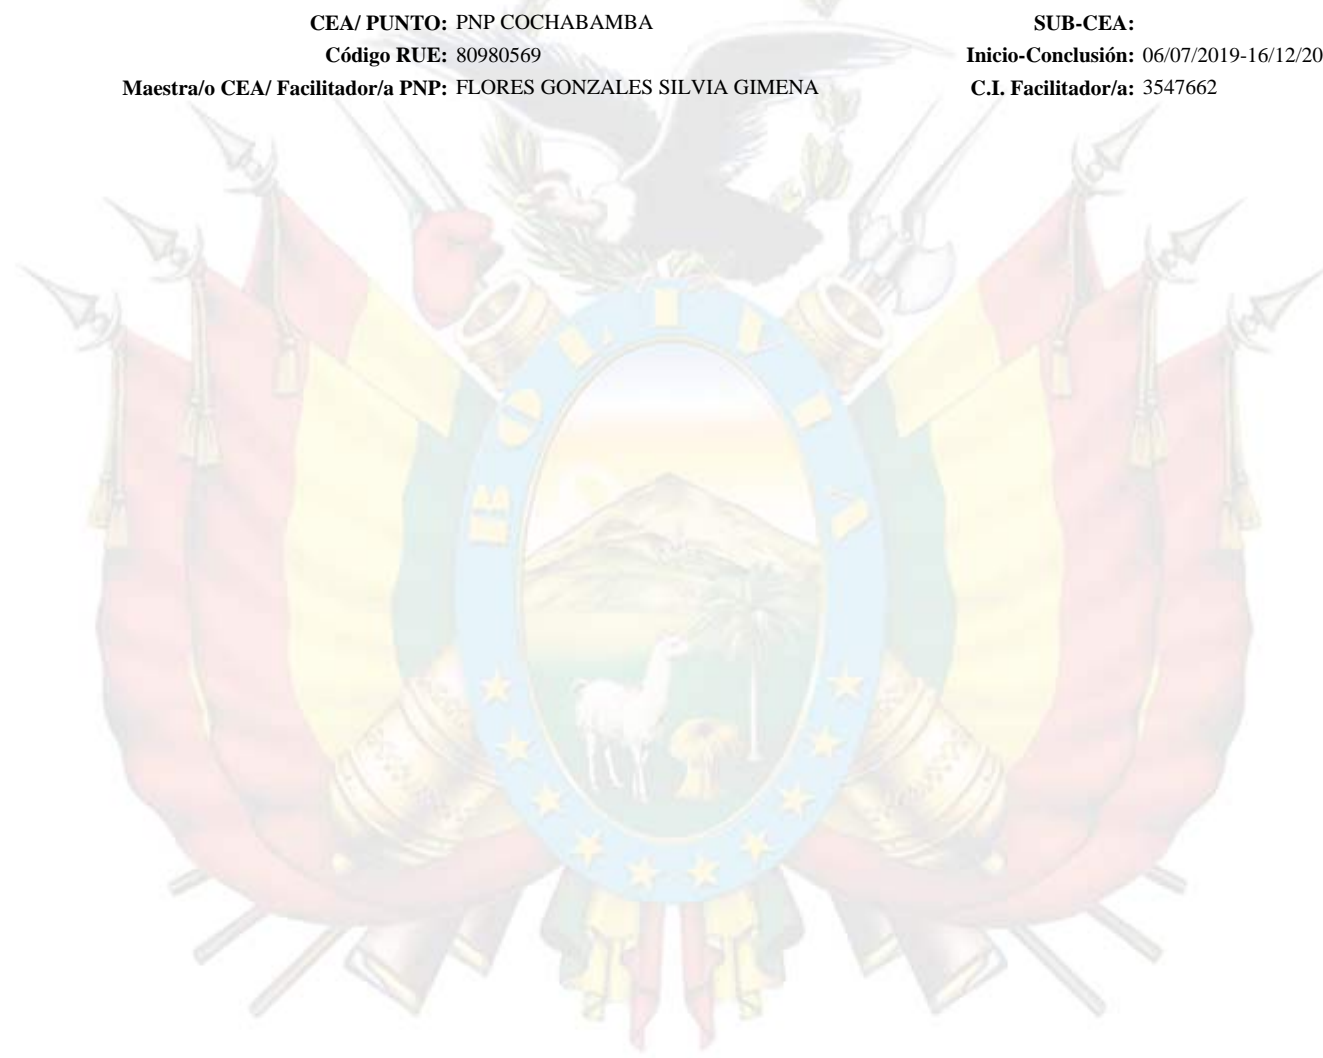 CEA/ PUNTO: PNP COCHABAMBA SUB-CEA:
Código RUE: 80980569 Inicio-Conclusión: 06/07/2019-16/12/20
Maestra/o CEA/ Facilitador/a PNP: FLORES GONZALES SILVIA GIMENA C.I. Facilitador/a: 3547662
BOLIVIA